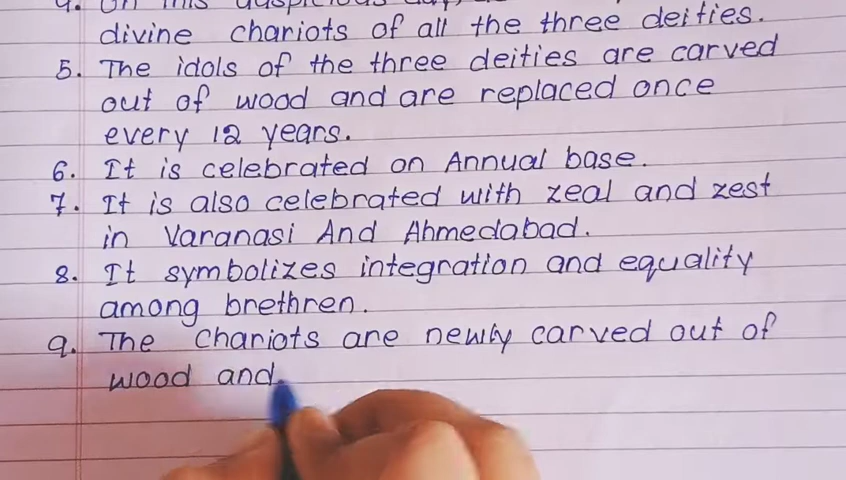 divine chariots of all the three deities.
5. The idols of the three deities are carved
out of wood and are replaced once
every 12 years.
6. It is celebrated on Annual base.
7. It is also celebrated with zeal and zest
in Varanasi And Ahmedabad.
8. It symbolizes integration and equality
among brethren.
9. The Chariots are newly carved out of
wood and